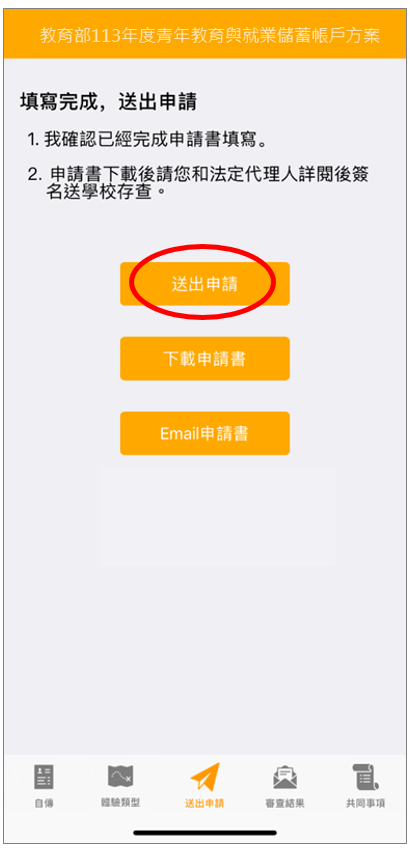 教育部113年度青年教育與就業儲蓄帳戶方案
填寫完成，送出申請
1. 我確認已經完成申請書填寫。
2. 申請書下載後請您和法定代理人詳閱後簽
名送學校存查。
送出申請
下載申請書
Email申請書
自傳
體驗類型
送出申請
審查結果
共同事項